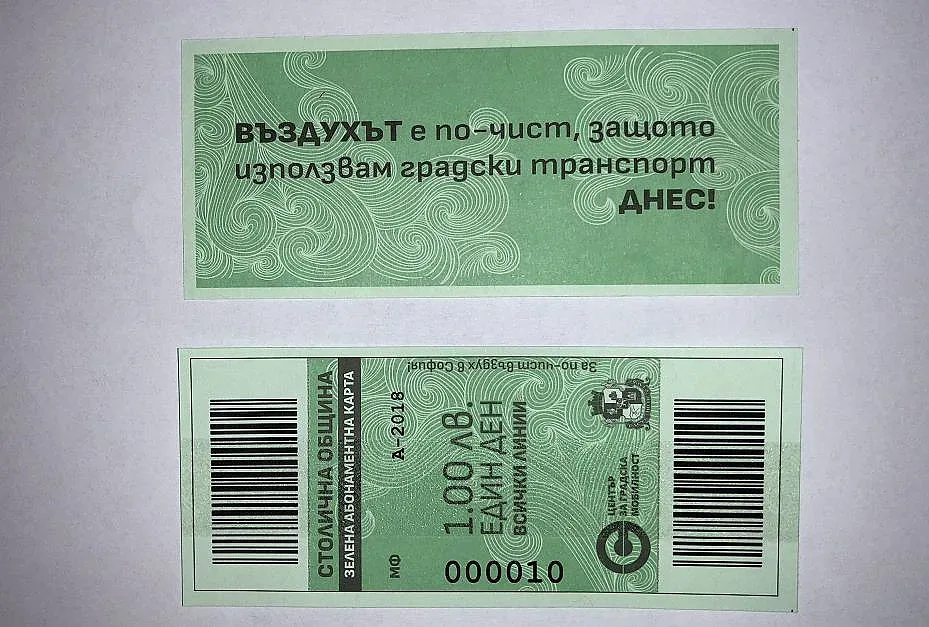 ВЪЗДУХЪТ е по-чист, защото
използвам градски транспорт
ДНЕС!
За по-чист въздух в София!
СТОЛИЧНА ОБЩИНА
ЗЕЛЕНА АБОНАМЕНТНА КАРТА
МФ А-2018
1.00 лв.
ЕДИН ДЕН
ВСИЧКИ ЛИНИИ
000010
ЦЕНТЪР
ЗА ГРАДСКА
МОБИЛНОСТ